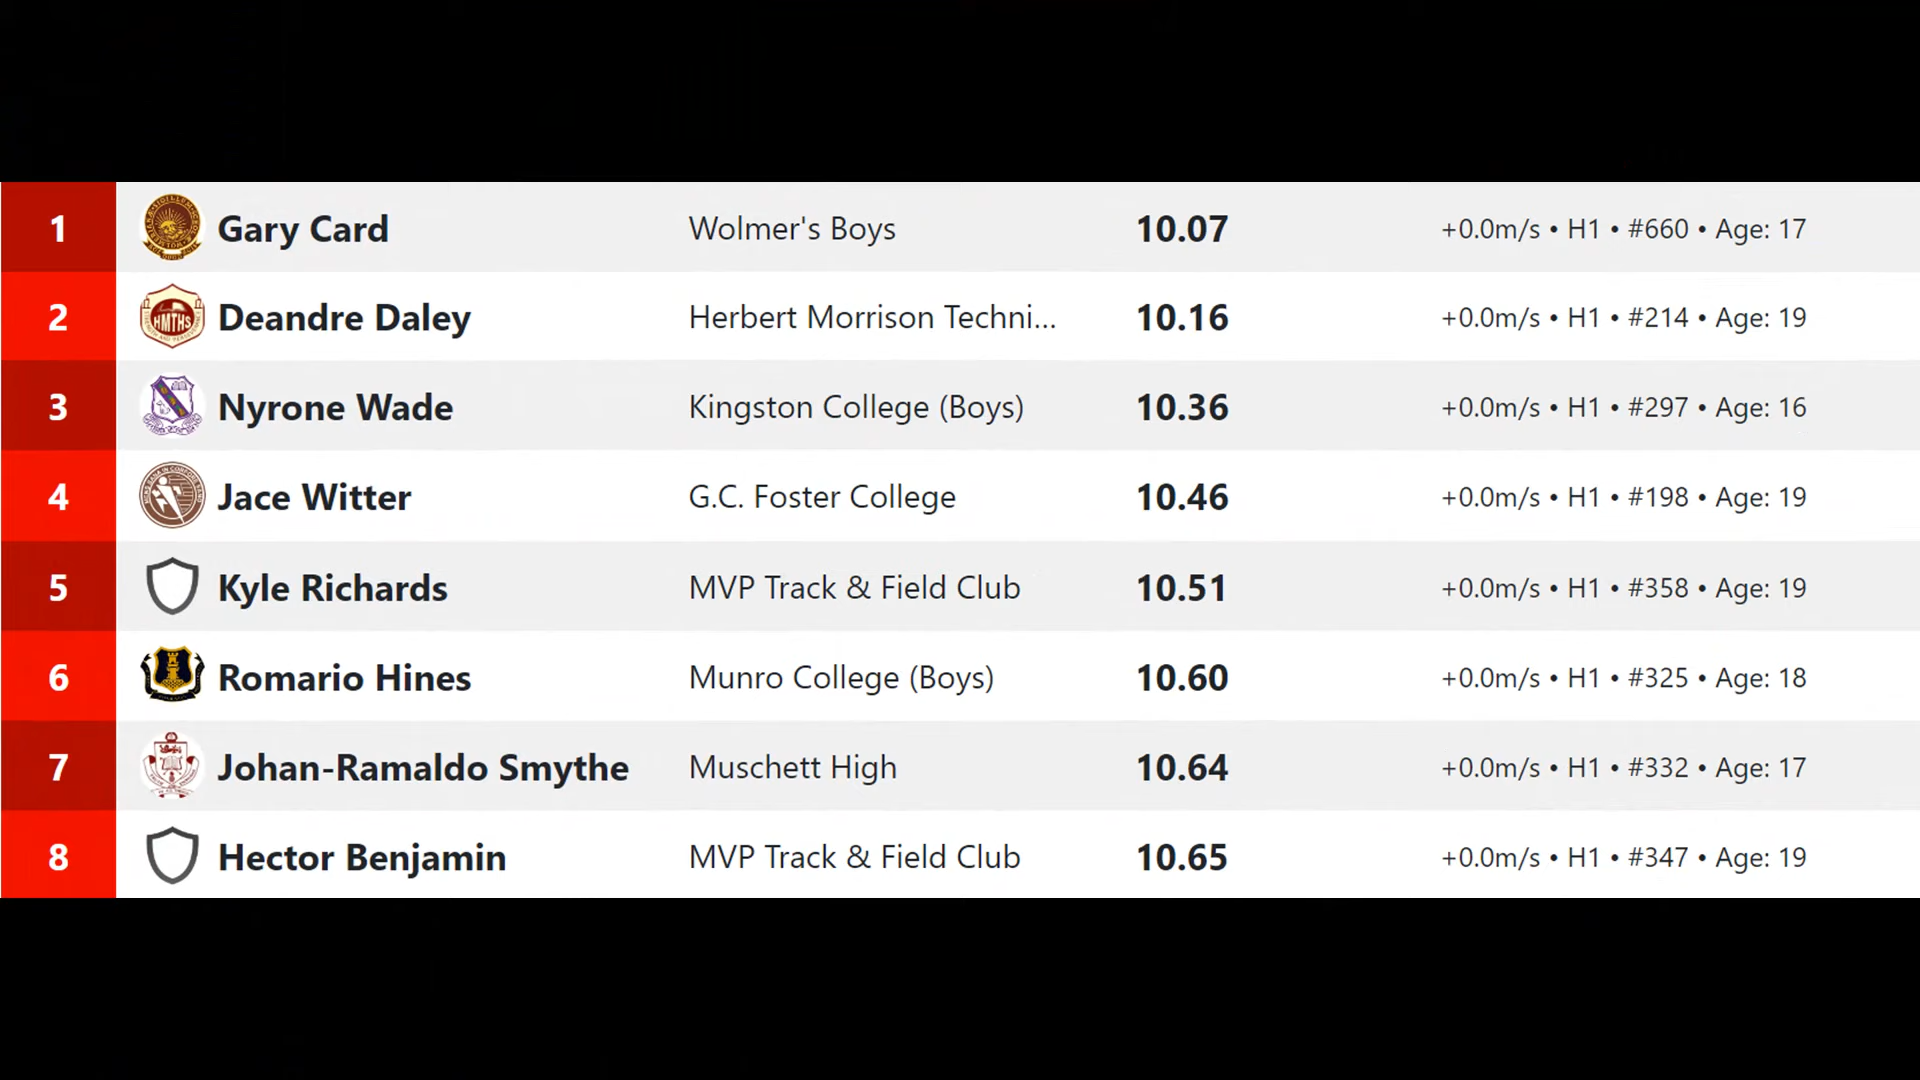 1 Gary Card Wolmer's Boys 10.07 +0.0m/s • H1 • #660 • Age: 17
2 HMTHS Deandre Daley Herbert Morrison Techni... 10.16 +0.0m/s • H1 • #214 • Age: 19
3 Nyrone Wade Kingston College (Boys) 10.36 +0.0m/s • H1 • #297 • Age: 16
4 Jace Witter G.C. Foster College 10.46 +0.0m/s • H1 • #198 • Age: 19
5 Kyle Richards MVP Track & Field Club 10.51 +0.0m/s • H1 • #358 • Age: 19
6 Romario Hines Munro College (Boys) 10.60 +0.0m/s • H1 • #325 • Age: 18
7 Johan-Ramaldo Smythe Muschett High 10.64 +0.0m/s • H1 • #332 • Age: 17
8 Hector Benjamin MVP Track & Field Club 10.65 +0.0m/s • H1 • #347 • Age: 19